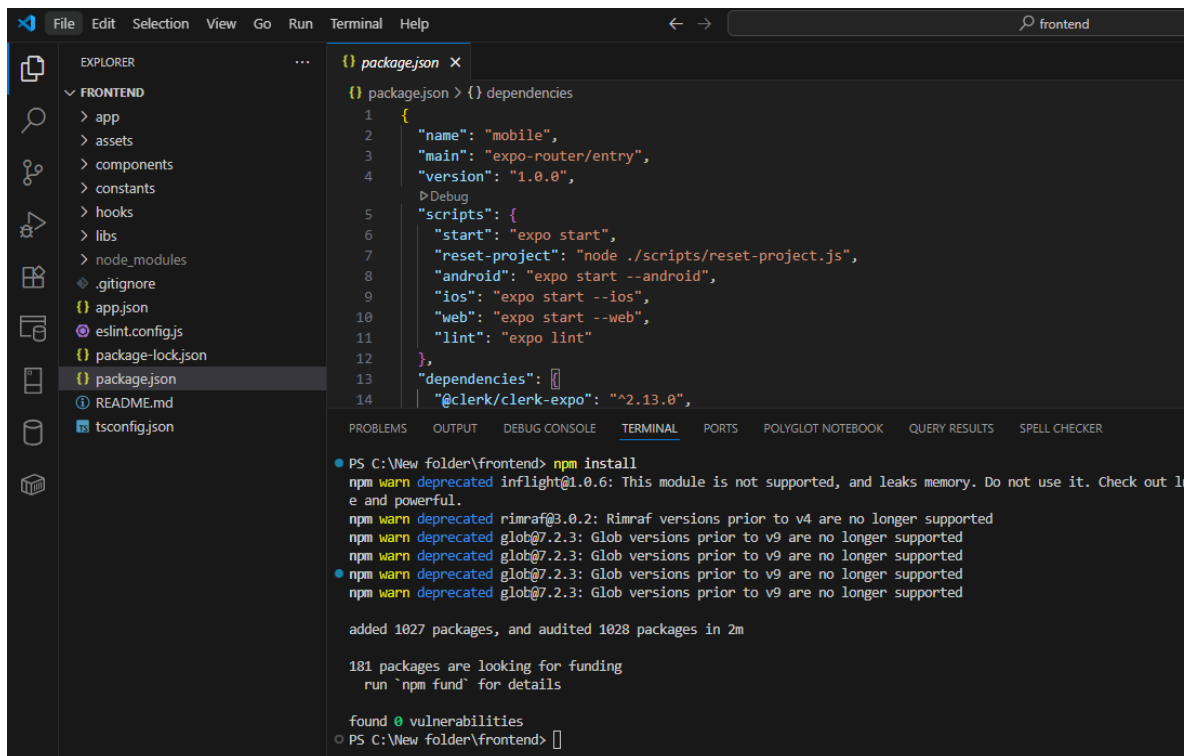 File Edit Selection View Go Run Terminal Help
frontend
EXPLORER
package.json
FRONTEND
app
assets
components
constants
hooks
libs
node_modules
.gitignore
app.json
eslint.config.js
package-lock.json
package.json
README.md
tsconfig.json
{} package.json
{} package.json > {} dependencies
1 {
2 "name": "mobile",
3 "main": "expo-router/entry",
4 "version": "1.0.0",
Debug
5 "scripts": {
6 "start": "expo start",
7 "reset-project": "node ./scripts/reset-project.js",
8 "android": "expo start --android",
9 "ios": "expo start --ios",
10 "web": "expo start --web",
11 "lint": "expo lint"
12 },
13 "dependencies": {
14 "@clerk/clerk-expo": "^2.13.0",
PROBLEMS OUTPUT DEBUG CONSOLE TERMINAL PORTS POLYGLOT NOTEBOOK QUERY RESULTS SPELL CHECKER
PS C:\New folder\frontend> npm install
npm warn deprecated inflight@1.0.6: This module is not supported, and leaks memory. Do not use it. Check out
e and powerful.
npm warn deprecated rimraf@3.0.2: Rimraf versions prior to v4 are no longer supported
npm warn deprecated glob@7.2.3: Glob versions prior to v9 are no longer supported
npm warn deprecated glob@7.2.3: Glob versions prior to v9 are no longer supported
npm warn deprecated glob@7.2.3: Glob versions prior to v9 are no longer supported
npm warn deprecated glob@7.2.3: Glob versions prior to v9 are no longer supported
added 1027 packages, and audited 1028 packages in 2m
181 packages are looking for funding
run `npm fund` for details
found 0 vulnerabilities
PS C:\New folder\frontend>